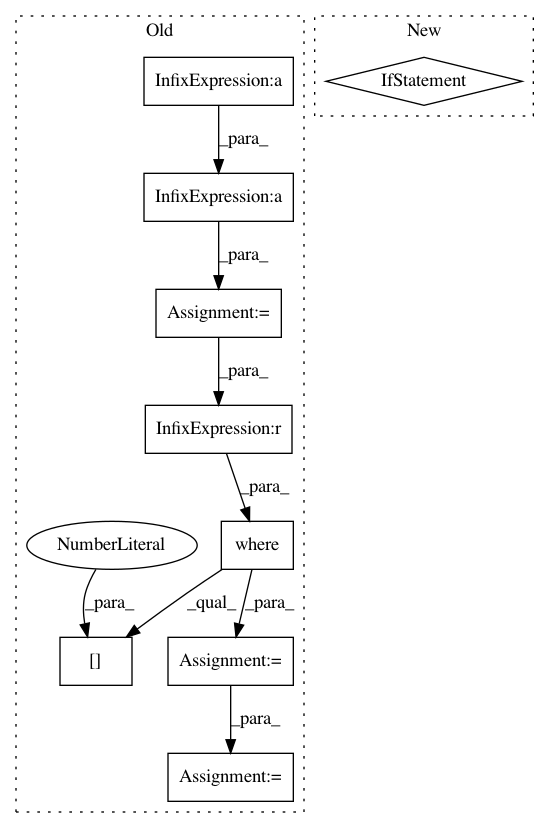 Old
New
InfixExpression:a
IfStatement
_para_
InfixExpression:a
_para_
Assignment:=
_para_
InfixExpression:r
_para_
NumberLiteral
where
_para_
_qual_
_para_
[]
Assignment:=
_para_
Assignment:=